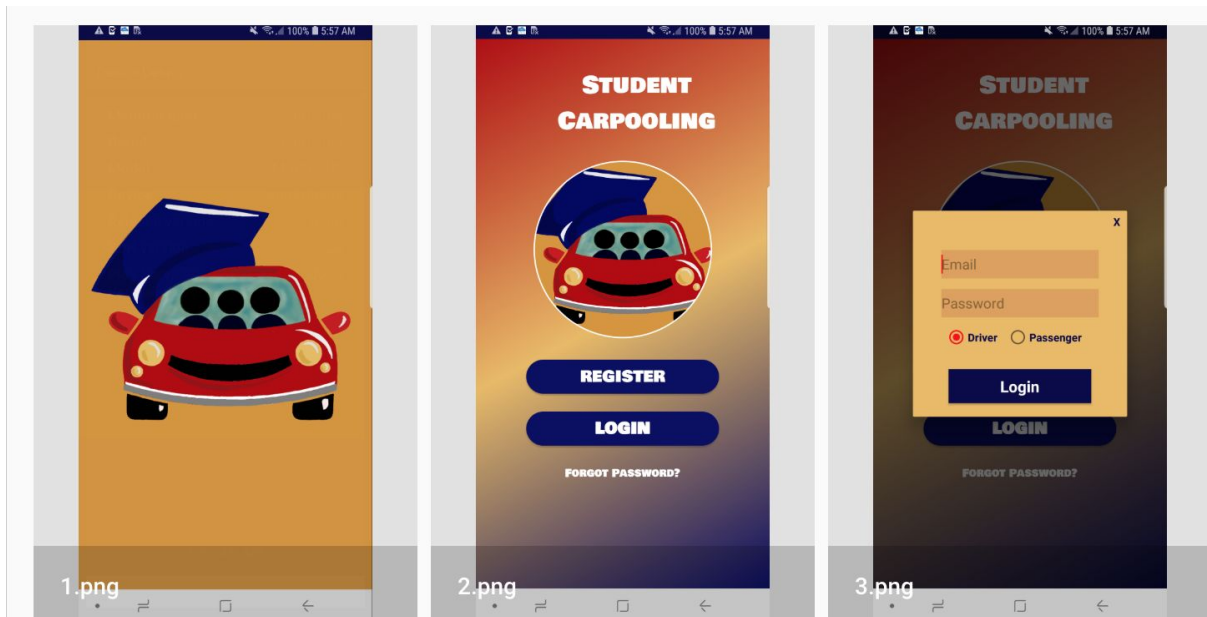 100% 5:57 AM
1.png
100% 5:57 AM
STUDENT
CARPOOLING
REGISTER
LOGIN
FORGOT PASSWORD?
2.png
100% 5:57 AM
STUDENT
CARPOOLING
X
Email
Password
Driver Passenger
Login
LOGIN
FORGOT PASSWORD?
3.png